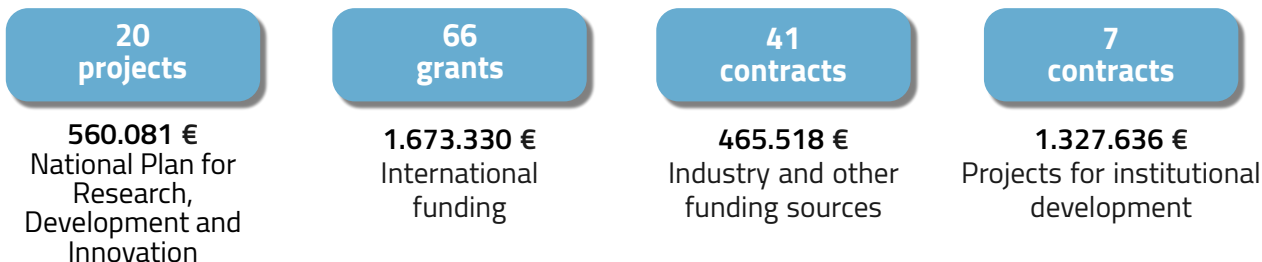 20
projects
560.081 €
National Plan for
Research,
Development and
Innovation
66
grants
1.673.330 €
International
funding
41
contracts
465.518 €
Industry and other
funding sources
7
contracts
1.327.636 €
Projects for institutional
development